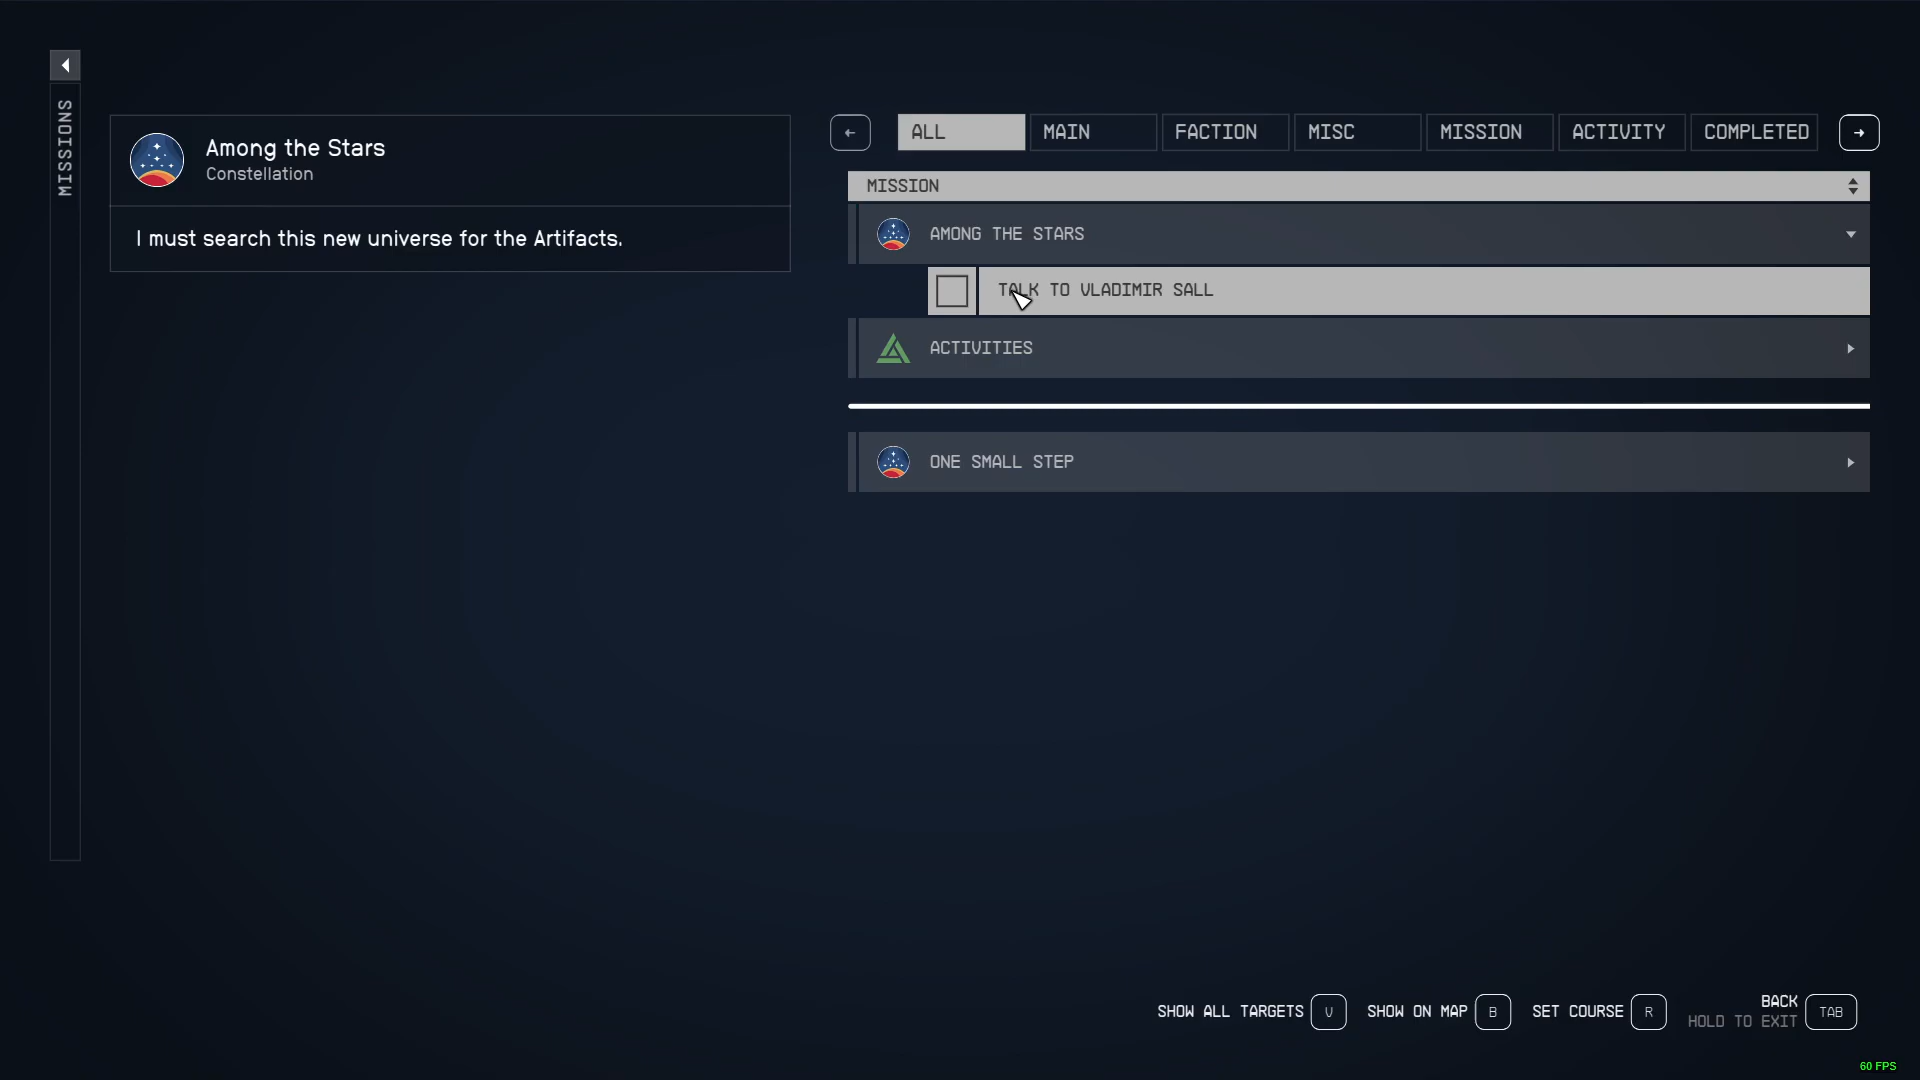 MISSIONS
Among the Stars
Constellation
I must search this new universe for the Artifacts.
ALL
MAIN
FACTION
MISC
MISSION
ACTIVITY
COMPLETED
MISSION
AMONG THE STARS
TALK TO VLADIMIR SALL
ACTIVITIES
ONE SMALL STEP
SHOW ALL TARGETS V
SHOW ON MAP B
SET COURSE R
BACK
HOLD TO EXIT
TAB
60 FPS